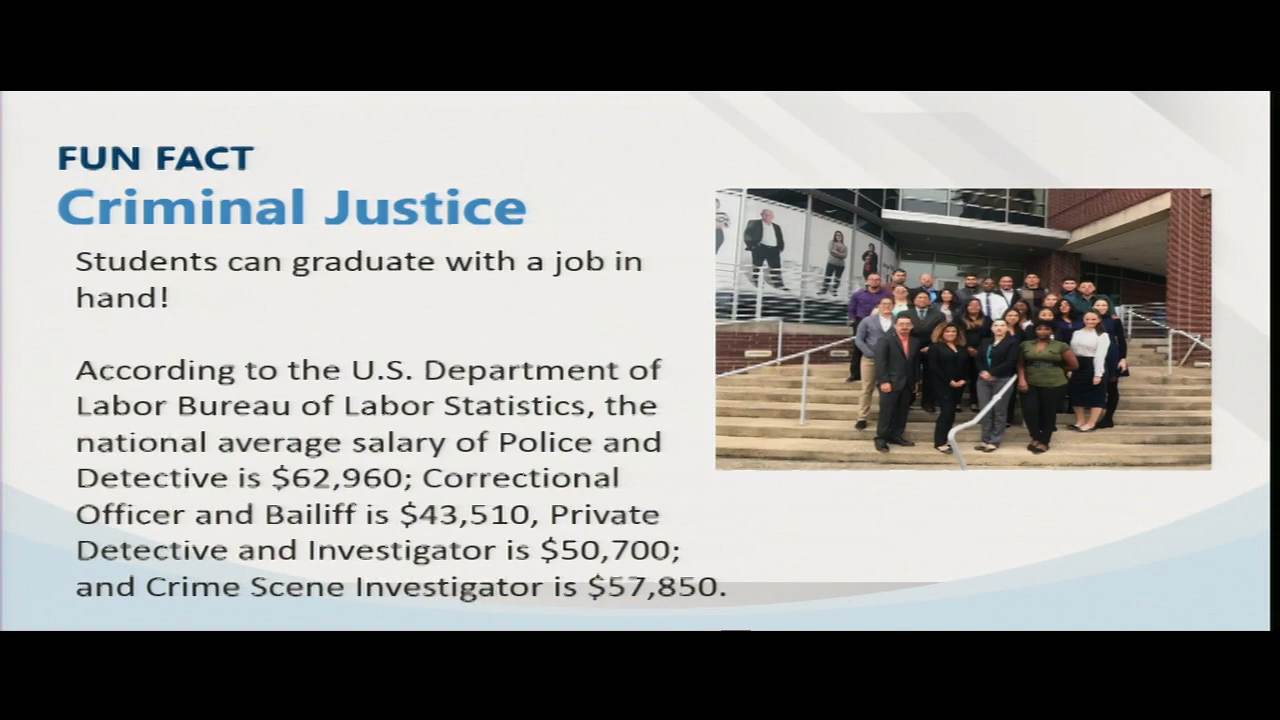 FUN FACT
Criminal Justice
Students can graduate with a job in
hand!
According to the U.S. Department of
Labor Bureau of Labor Statistics, the
national average salary of Police and
Detective is $62,960; Correctional
Officer and Bailiff is $43,510, Private
Detective and Investigator is $50,700;
and Crime Scene Investigator is $57,850.